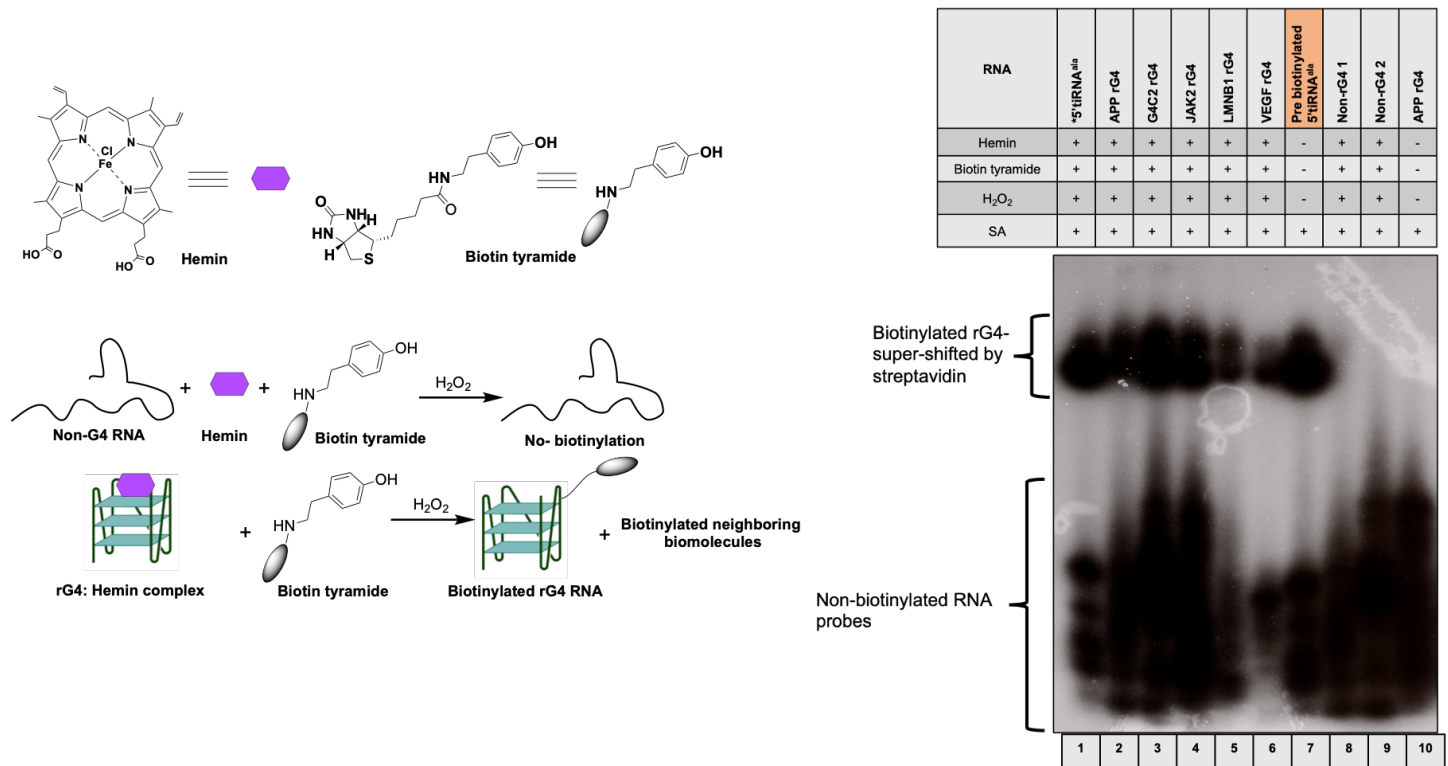 N
N
N
N
Cl
Fe
HO
O
HO
O
Hemin
O
NH
HN
H
H
S
HN
O
OH
Biotin tyramide
HN
OH
Non-G4 RNA
+
Hemin
+
HN
OH
Biotin tyramide
H2O2
No- biotinylation
rG4: Hemin complex
+
HN
OH
Biotin tyramide
H2O2
Biotinylated rG4 RNA
+
Biotinylated neighboring
biomolecules
RNA
*5'tiRNAala
APP rG4
G4C2 rG4
JAK2 rG4
LMNB1 rG4
VEGF rG4
Pre biotinylated
5'tiRNAala
Non-rG4 1
Non-rG4 2
APP rG4
Hemin + + + + + + - + + -
Biotin tyramide + + + + + + - + + -
H2O2 + + + + + + - + + -
SA + + + + + + + + + +
Biotinylated rG4-
super-shifted by
streptavidin
Non-biotinylated RNA
probes
1 2 3 4 5 6 7 8 9 10